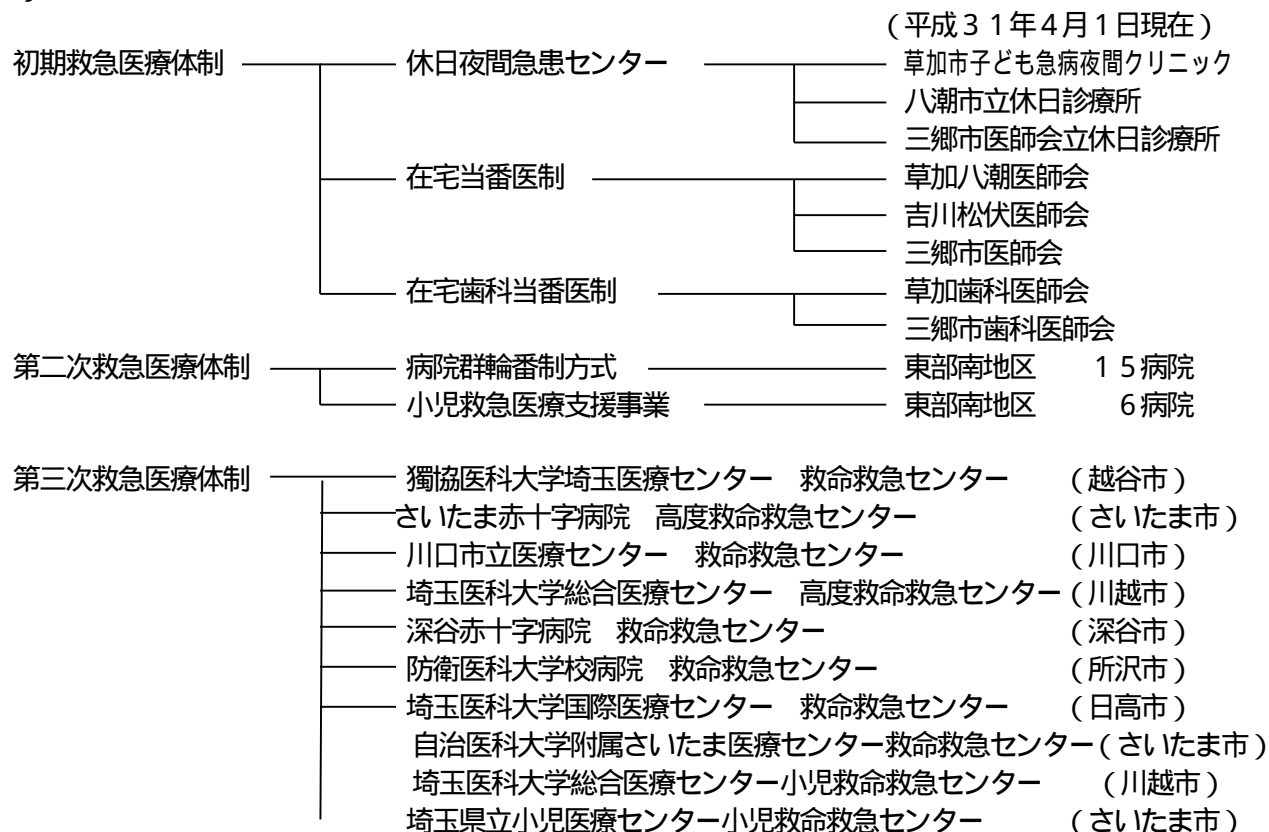 （平成３１年４月１日現在）
初期救急医療体制 休日夜間急患センター 草加市子ども急病夜間クリニック
八潮市立休日診療所
三郷市医師会立休日診療所
在宅当番医制 草加八潮医師会
吉川松伏医師会
三郷市医師会
在宅歯科当番医制 草加歯科医師会
三郷市歯科医師会
第二次救急医療体制 病院群輪番制方式 東部南地区 １５病院
小児救急医療支援事業 東部南地区 ６病院
第三次救急医療体制 獨協医科大学埼玉医療センター 救命救急センター （越谷市）
さいたま赤十字病院 高度救命救急センター （さいたま市）
川口市立医療センター 救命救急センター （川口市）
埼玉医科大学総合医療センター 高度救命救急センター（川越市）
深谷赤十字病院 救命救急センター （深谷市）
防衛医科大学校病院 救命救急センター （所沢市）
埼玉医科大学国際医療センター 救命救急センター （日高市）
自治医科大学附属さいたま医療センター救命救急センター（さいたま市）
埼玉医科大学総合医療センター小児救命救急センター （川越市）
埼玉県立小児医療センター小児救命救急センター （さいたま市）